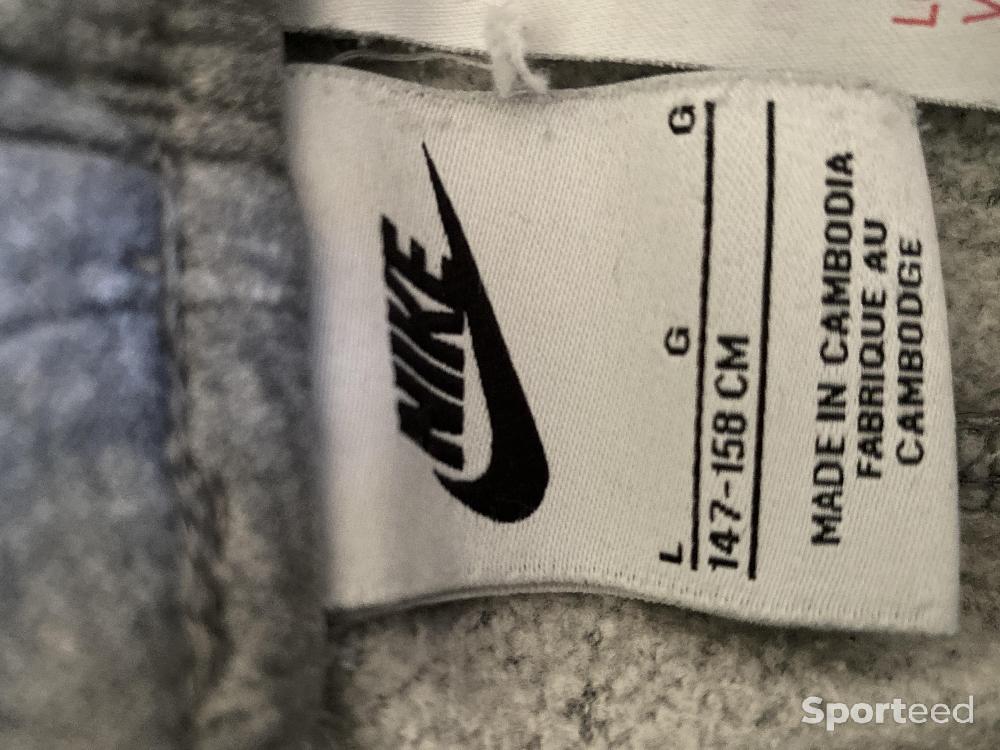 NIKE
L G G
147-158 CM
MADE IN CAMBODIA
FABRIQUE AU
CAMBODGE
Sporteed